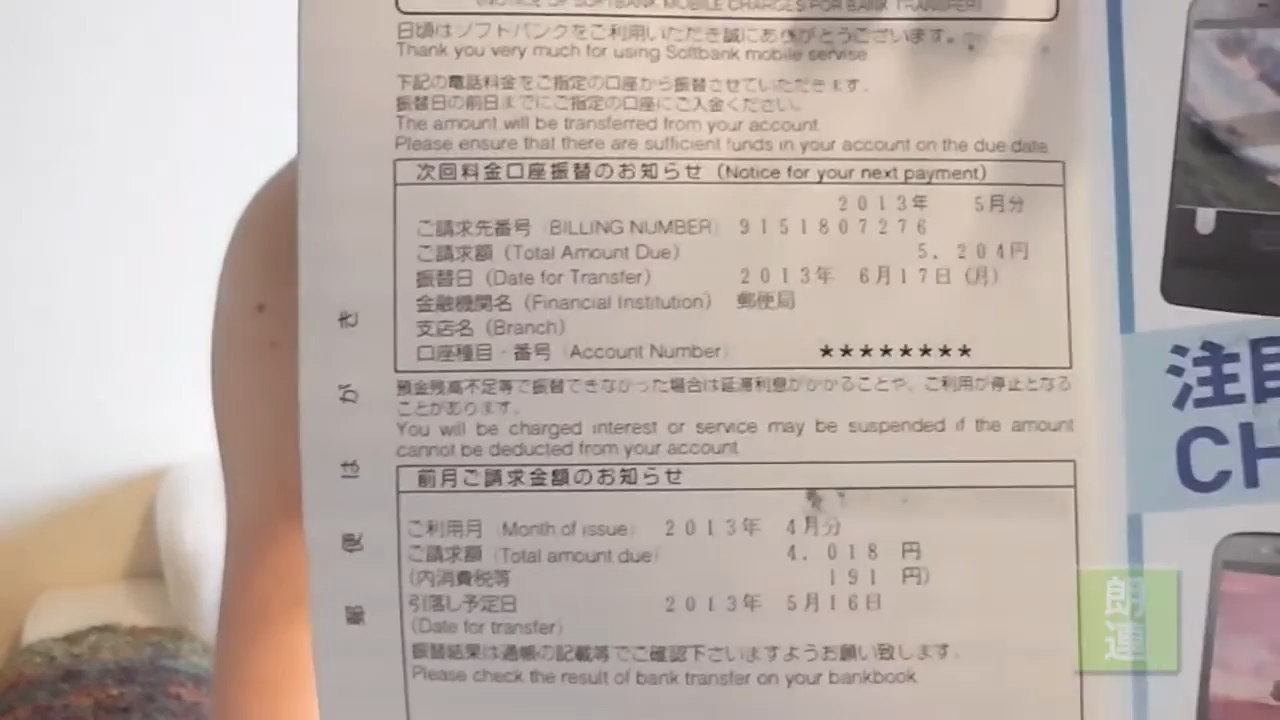 (NOTICE OF SOFTBANK MOBILE CHARGES FOR BANK TRANSFER)
日頃はソフトバンクをご利用いただき誠にありがとうございます。
Thank you very much for using Softbank mobile servise
下記の電話料金をご指定の口座から振替させていただきます。
振替日の前日までにご指定の口座にご入金ください。
The amount will be transferred from your account.
Please ensure that there are sufficient funds in your account on the due date.
次回料金口座振替のお知らせ (Notice for your next payment)
2013年 5月分
ご請求先番号 (BILLING NUMBER) 9151807276
ご請求額 (Total Amount Due) 5,204円
振替日 (Date for Transfer) 2013年 6月17日 (月)
金融機関名 (Financial Institution) 郵便局
支店名 (Branch)
口座種目・番号 (Account Number) ********
預金残高不足等で振替できなかった場合は延滞利息がかかることや、ご利用が停止となる
ことがあります。
You will be charged interest or service may be suspended if the amount
cannot be deducted from your account
前月ご請求金額のお知らせ
ご利用月 (Month of issue) 2013年 4月分
ご請求額 (Total amount due) 4,018 円
(内消費税等 191 円)
引落し予定日 2013年 5月16日
(Date for transfer)
振替結果は通帳の記載等でご確認下さいますようお願い致します。
Please check the result of bank transfer on your bankbook
郵便はがき
注目
CH
朗運